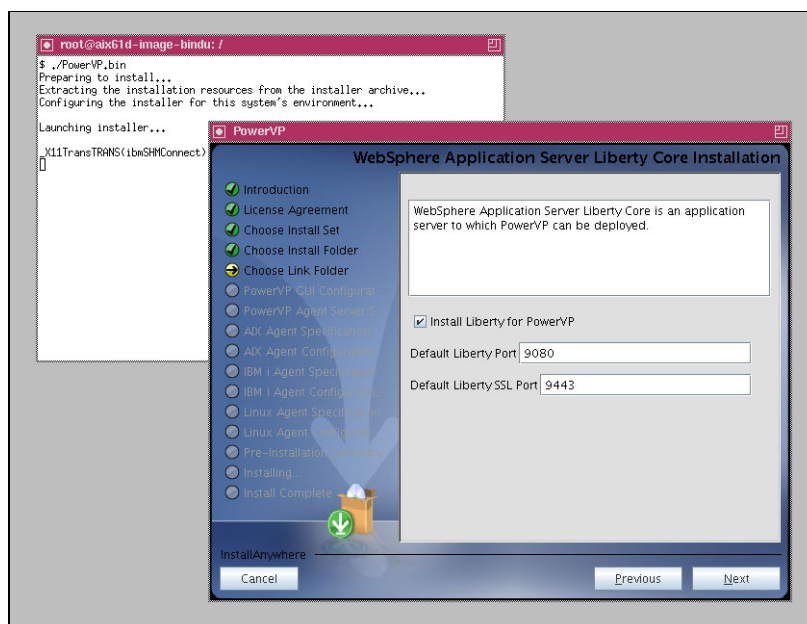 root@aix61d-image-bindu: /
$ ./PowerVP.bin
Preparing to install...
Extracting the installation resources from the installer archive...
Configuring the installer for this system's environment...
Launching installer...
_X11TransTRANS(ibmSHMConnect)
PowerVP
WebSphere Application Server Liberty Core Installation
Introduction
License Agreement
Choose Install Set
Choose Install Folder
Choose Link Folder
PowerVP GUI Configurat...
PowerVP Agent Server S...
AIX Agent Specification
AIX Agent Configuration
IBM i Agent Specification
IBM i Agent Configuration
Linux Agent Specification
Linux Agent
Pre-Installation
Installing...
Install Complete
WebSphere Application Server Liberty Core is an application
server to which PowerVP can be deployed.
Install Liberty for PowerVP
Default Liberty Port 9080
Default Liberty SSL Port 9443
InstallAnywhere
Cancel
Previous
Next